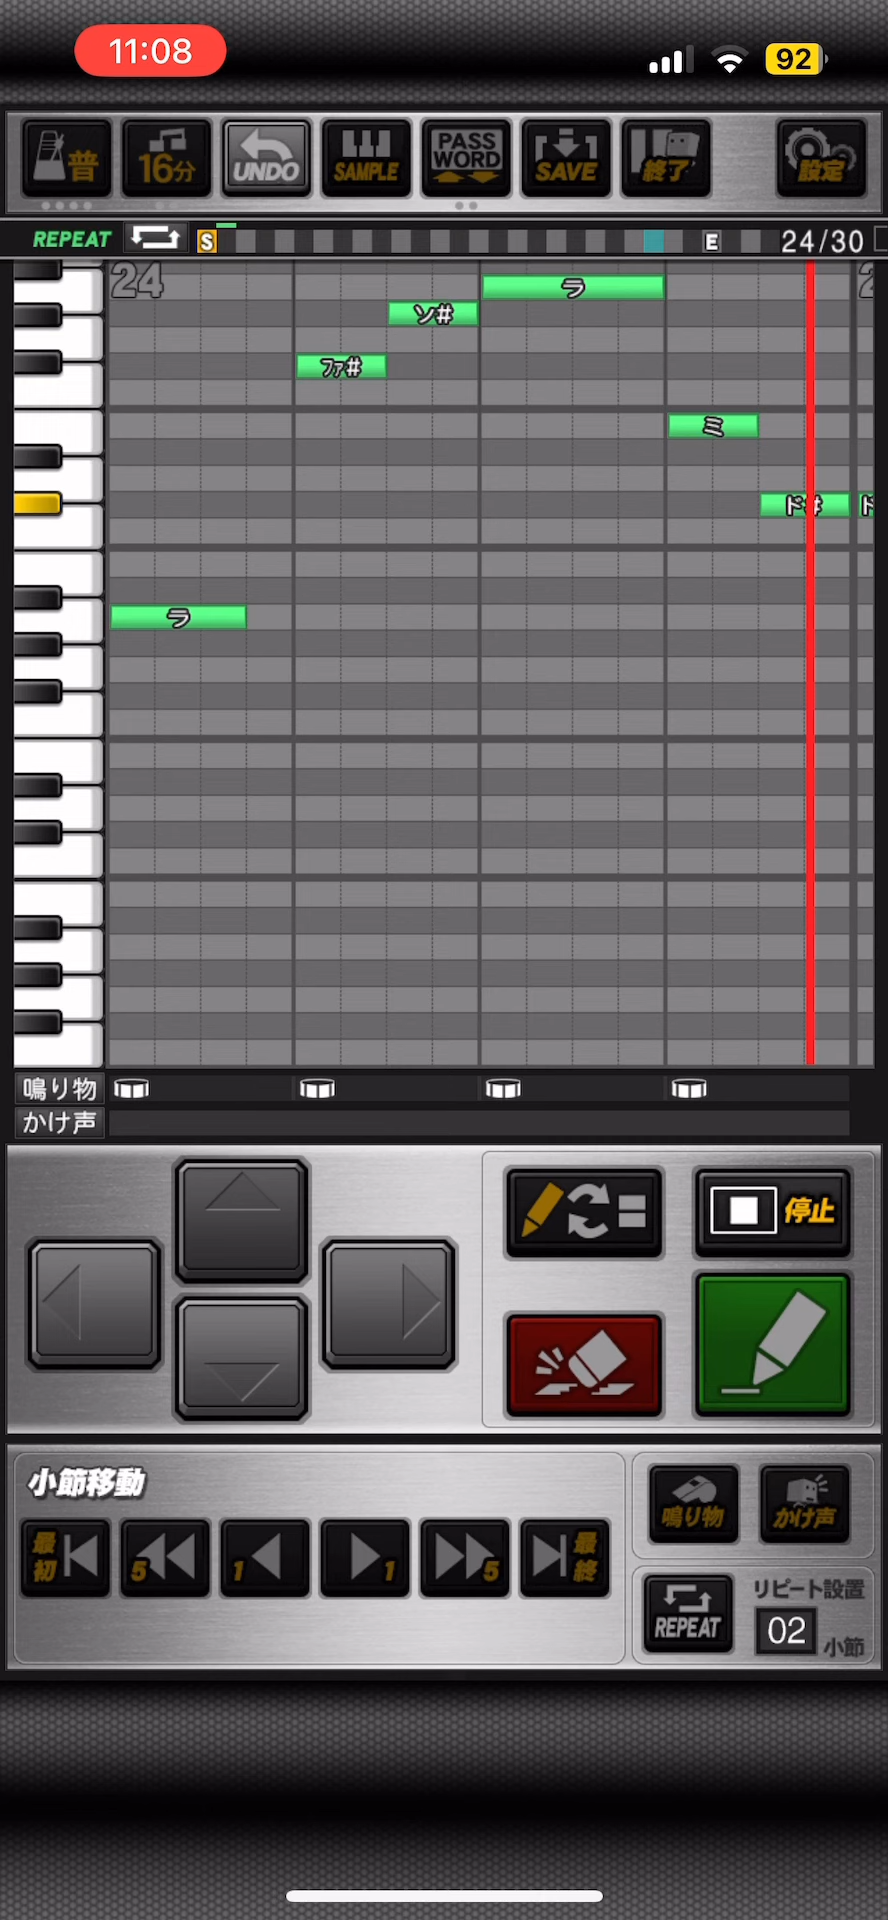 11:08
92
普
16分
UNDO
SAMPLE
PASS
WORD
SAVE
終了
設定
REPEAT
S
E
24/30
24
ラ
ソ#
ファ#
ミ
ド#
ド
ラ
鳴り物
かけ声
停止
小節移動
最初
5
1
1
5
最終
鳴り物
かけ声
REPEAT
リピート設置
02
小節